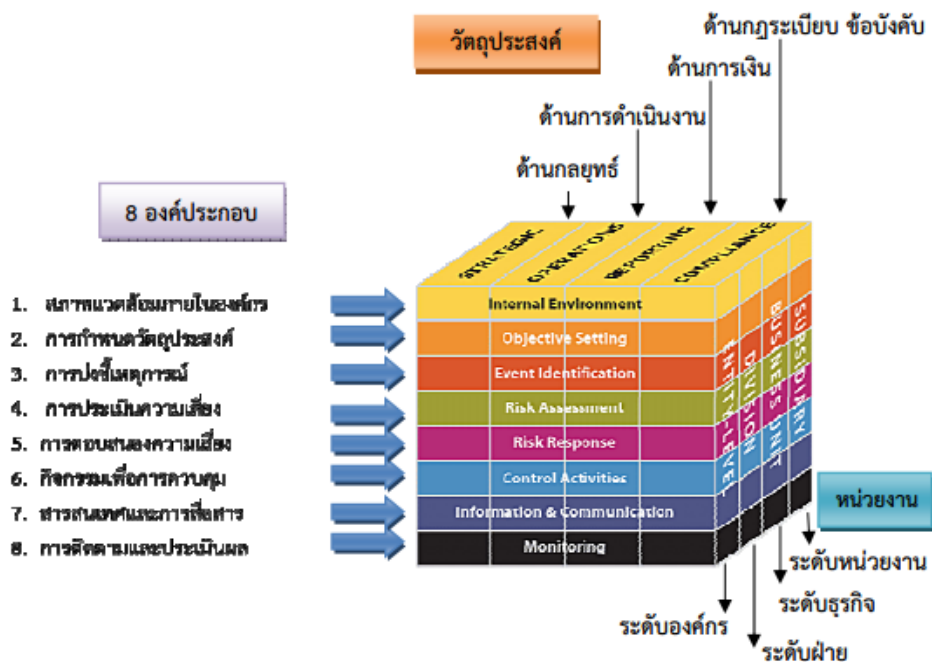 วัตถุประสงค์
ด้านกฎระเบียบ ข้อบังคับ
ด้านการเงิน
ด้านการดำเนินงาน
ด้านกลยุทธ์
8 องค์ประกอบ
STRATEGIC
OPERATIONS
REPORTING
COMPLIANCE
1. สภาพแวดล้อมภายในองค์กร
2. การกำหนดวัตถุประสงค์
3. การบ่งชี้เหตุการณ์
4. การประเมินความเสี่ยง
5. การตอบสนองความเสี่ยง
6. กิจกรรมเพื่อการควบคุม
7. สารสนเทศและการสื่อสาร
8. การติดตามและประเมินผล
Internal Environment
Objective Setting
Event Identification
Risk Assessment
Risk Response
Control Activities
Information & Communication
Monitoring
ENTITY-LEVEL
DIVISION
BUSINESS UNIT
SUBSIDIARY
หน่วยงาน
ระดับหน่วยงาน
ระดับธุรกิจ
ระดับองค์กร
ระดับฝ่าย